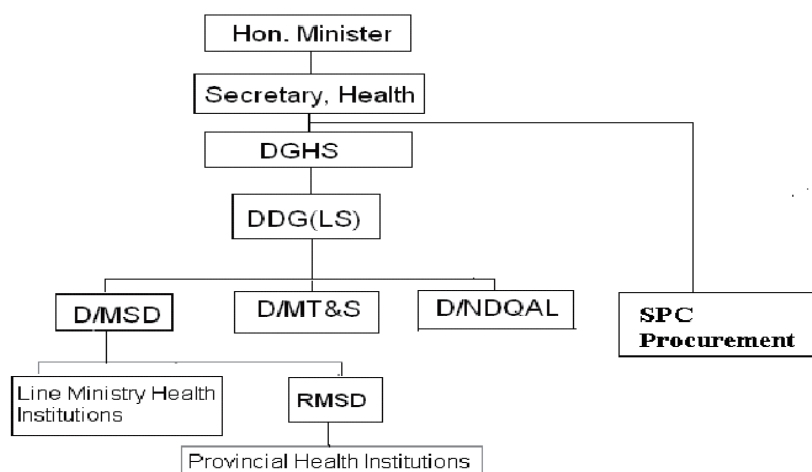 Hon. Minister
Secretary, Health
DGHS
DDG(LS)
D/MSD
D/MT&S
D/NDQAL
SPC
Procurement
Line Ministry Health
Institutions
RMSD
Provincial Health Institutions